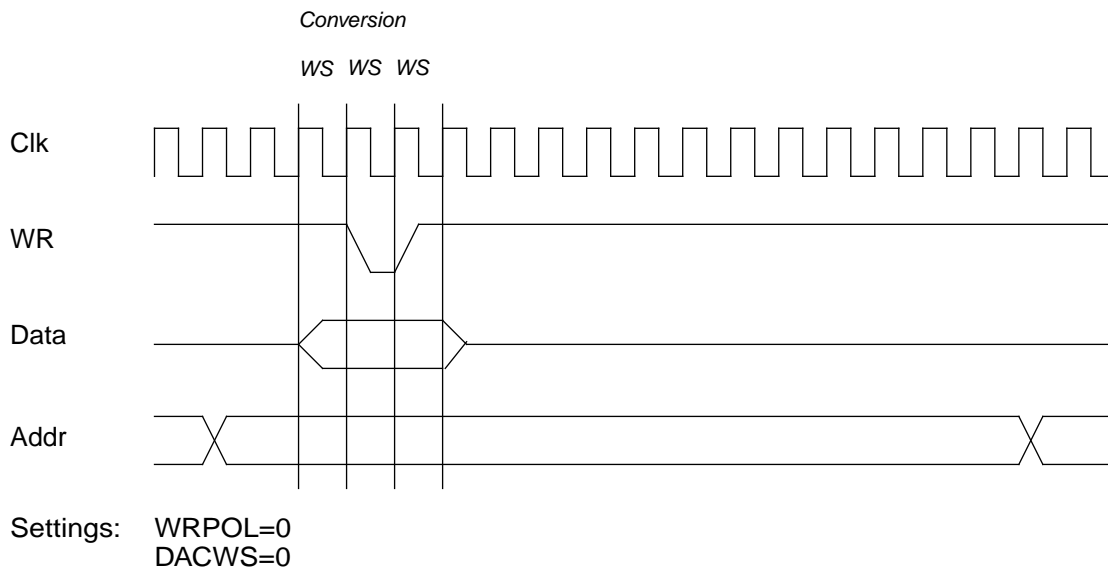 Conversion
WS WS WS
Clk
WR
Data
Addr
Settings: WRPOL=0
DACWS=0